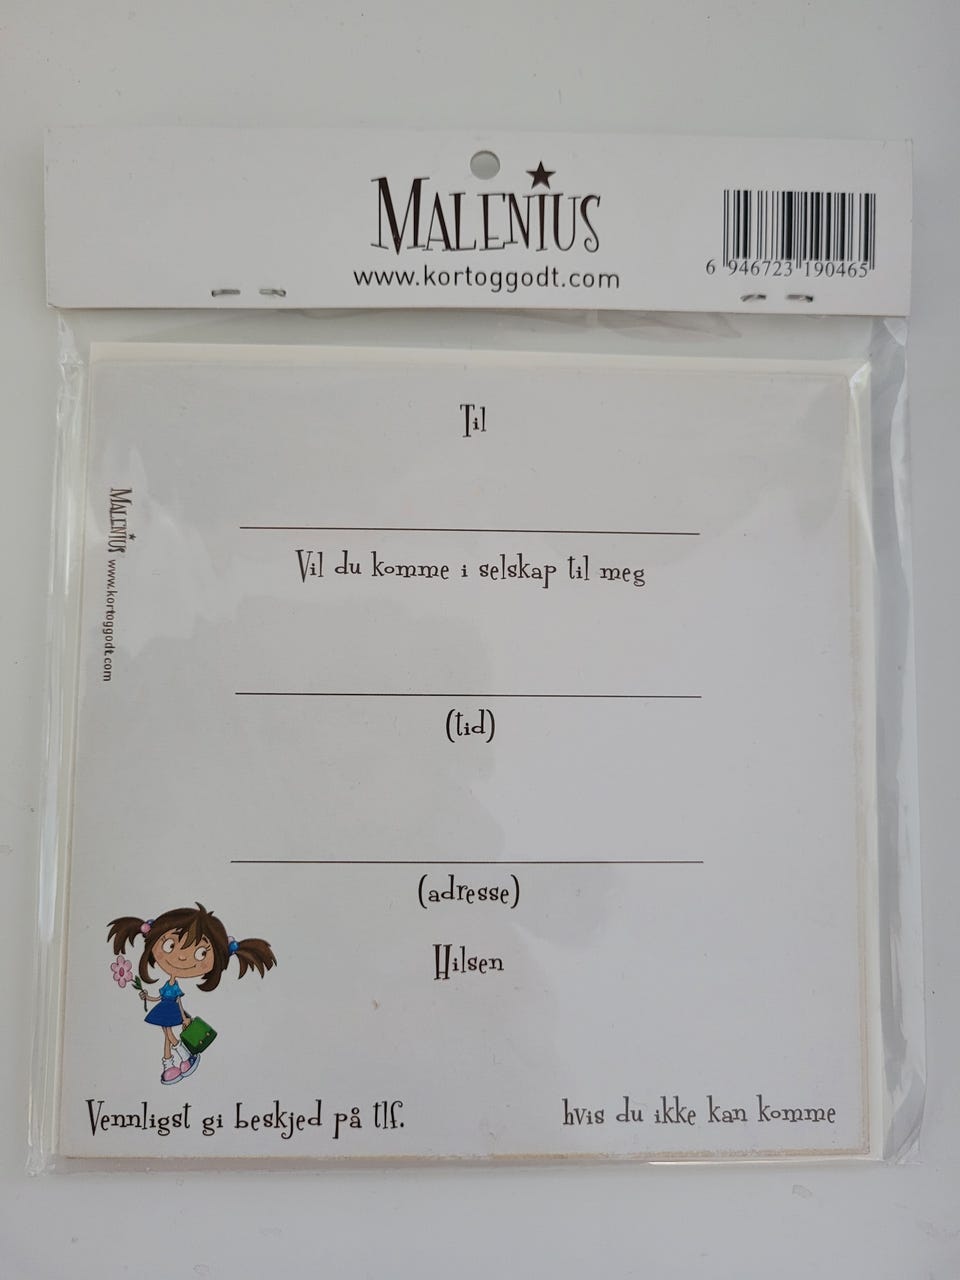 MALENIUS
www.kortoggodt.com
6 946723 190465
Til
Vil du komme i selskap til meg
(tid)
(adresse)
Hilsen
Vennligst gi beskjed på tlf. hvis du ikke kan komme
MALENIUS www.kortoggodt.com